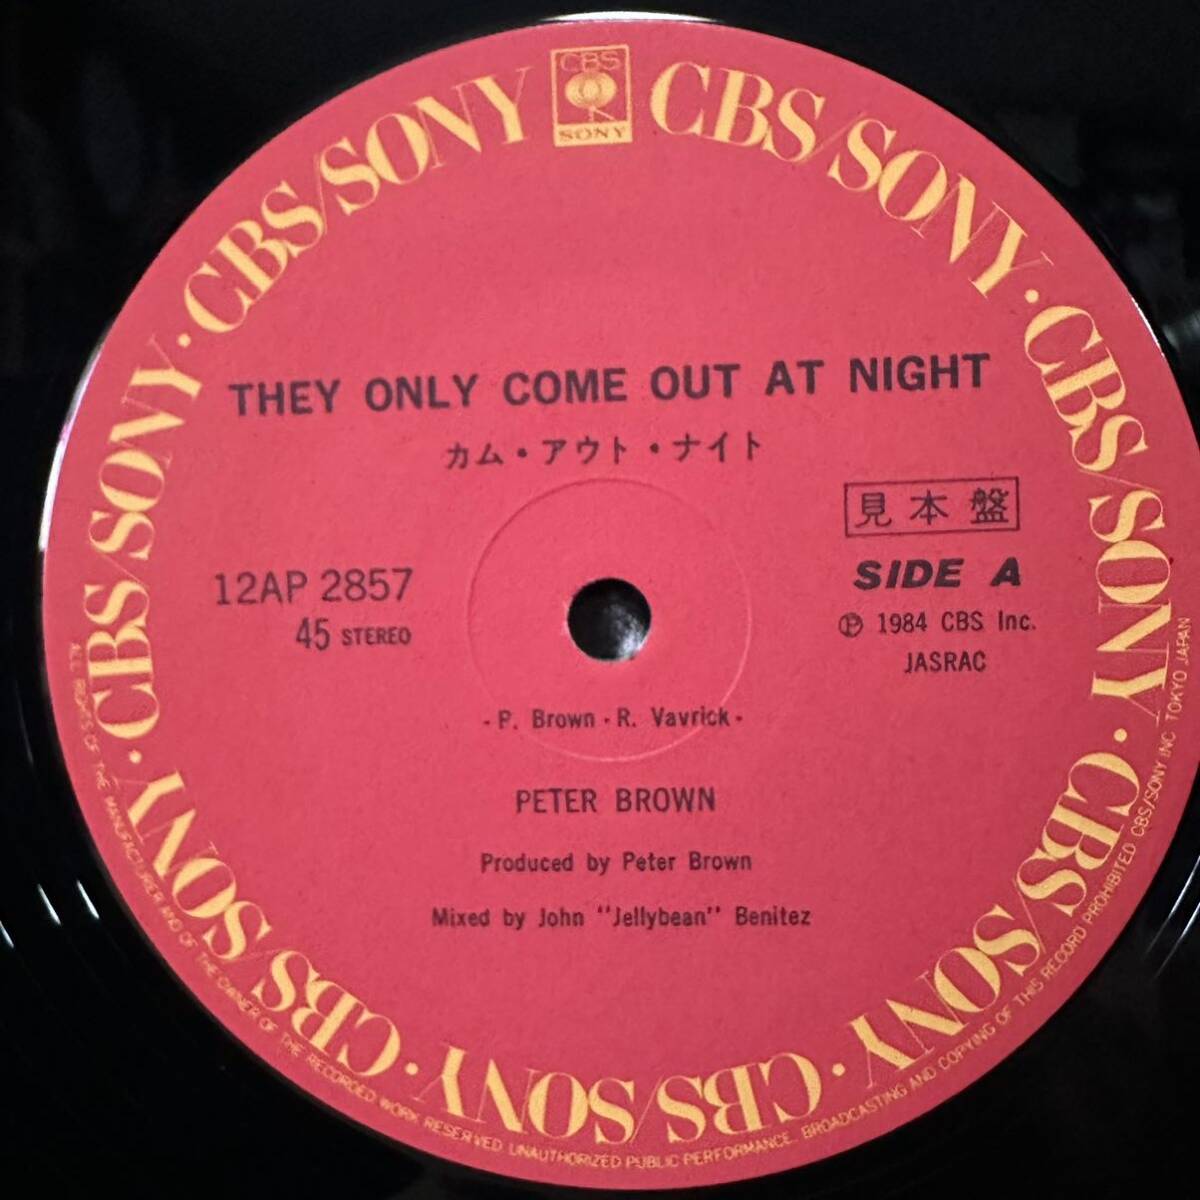 CBS
SONY
CBS/SONY · CBS/SONY · CBS/SONY · CBS/SONY · CBS/SONY · CBS/SONY · CBS/SONY · CBS/SONY
THEY ONLY COME OUT AT NIGHT
カム・アウト・ナイト
見本盤
12AP 2857
SIDE A
45 STEREO
Ⓟ 1984 CBS Inc.
JASRAC
- P. Brown - R. Vavrick -
PETER BROWN
Produced by Peter Brown
Mixed by John "Jellybean" Benitez
ALL RIGHTS OF THE MANUFACTURER AND OF THE OWNER OF THE RECORDED WORK RESERVED. UNAUTHORIZED PUBLIC PERFORMANCE. BROADCASTING AND COPYING OF THIS RECORD PROHIBITED CBS/SONY INC TOKYO JAPAN